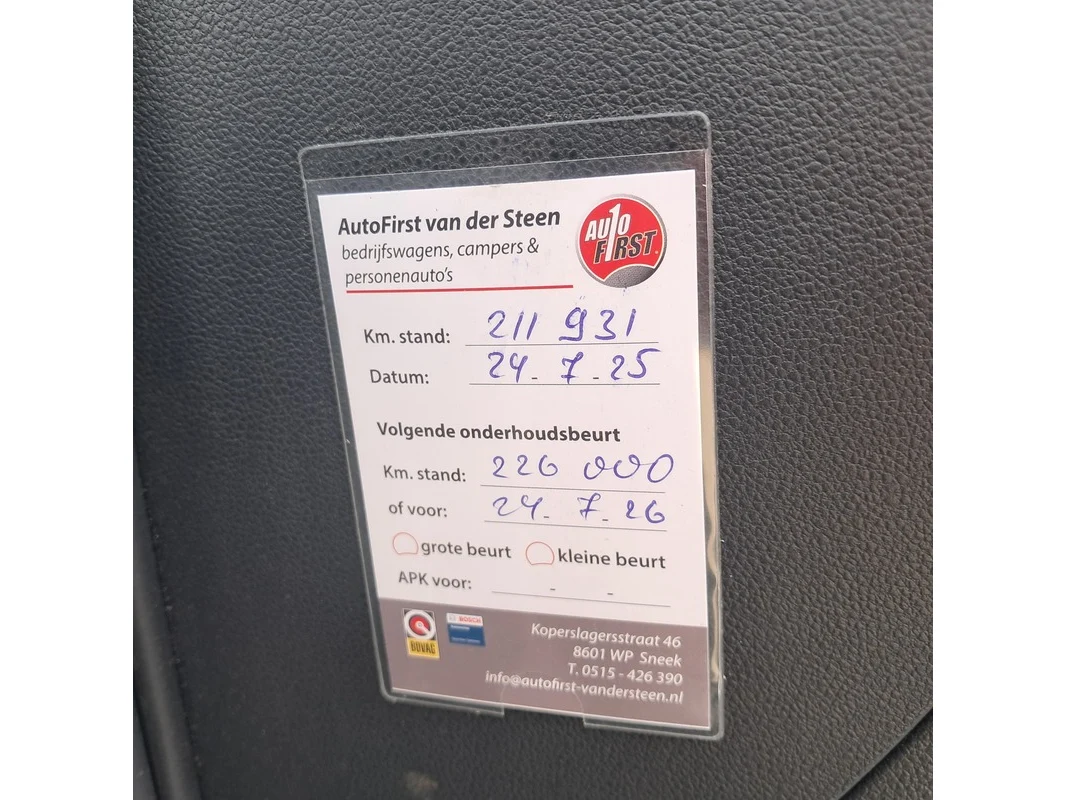 AutoFirst van der Steen
bedrijfswagens, campers &
personenauto's
AUTO
FIRST
Km. stand: 211 931
Datum: 24-7-25
Volgende onderhoudsbeurt
Km. stand: 226 000
of voor: 24-7-26
grote beurt kleine beurt
APK voor: - -
BOVAG
BOSCH
Koperslagersstraat 46
8601 WP Sneek
T. 0515 - 426 390
info@autofirst-vandersteen.nl